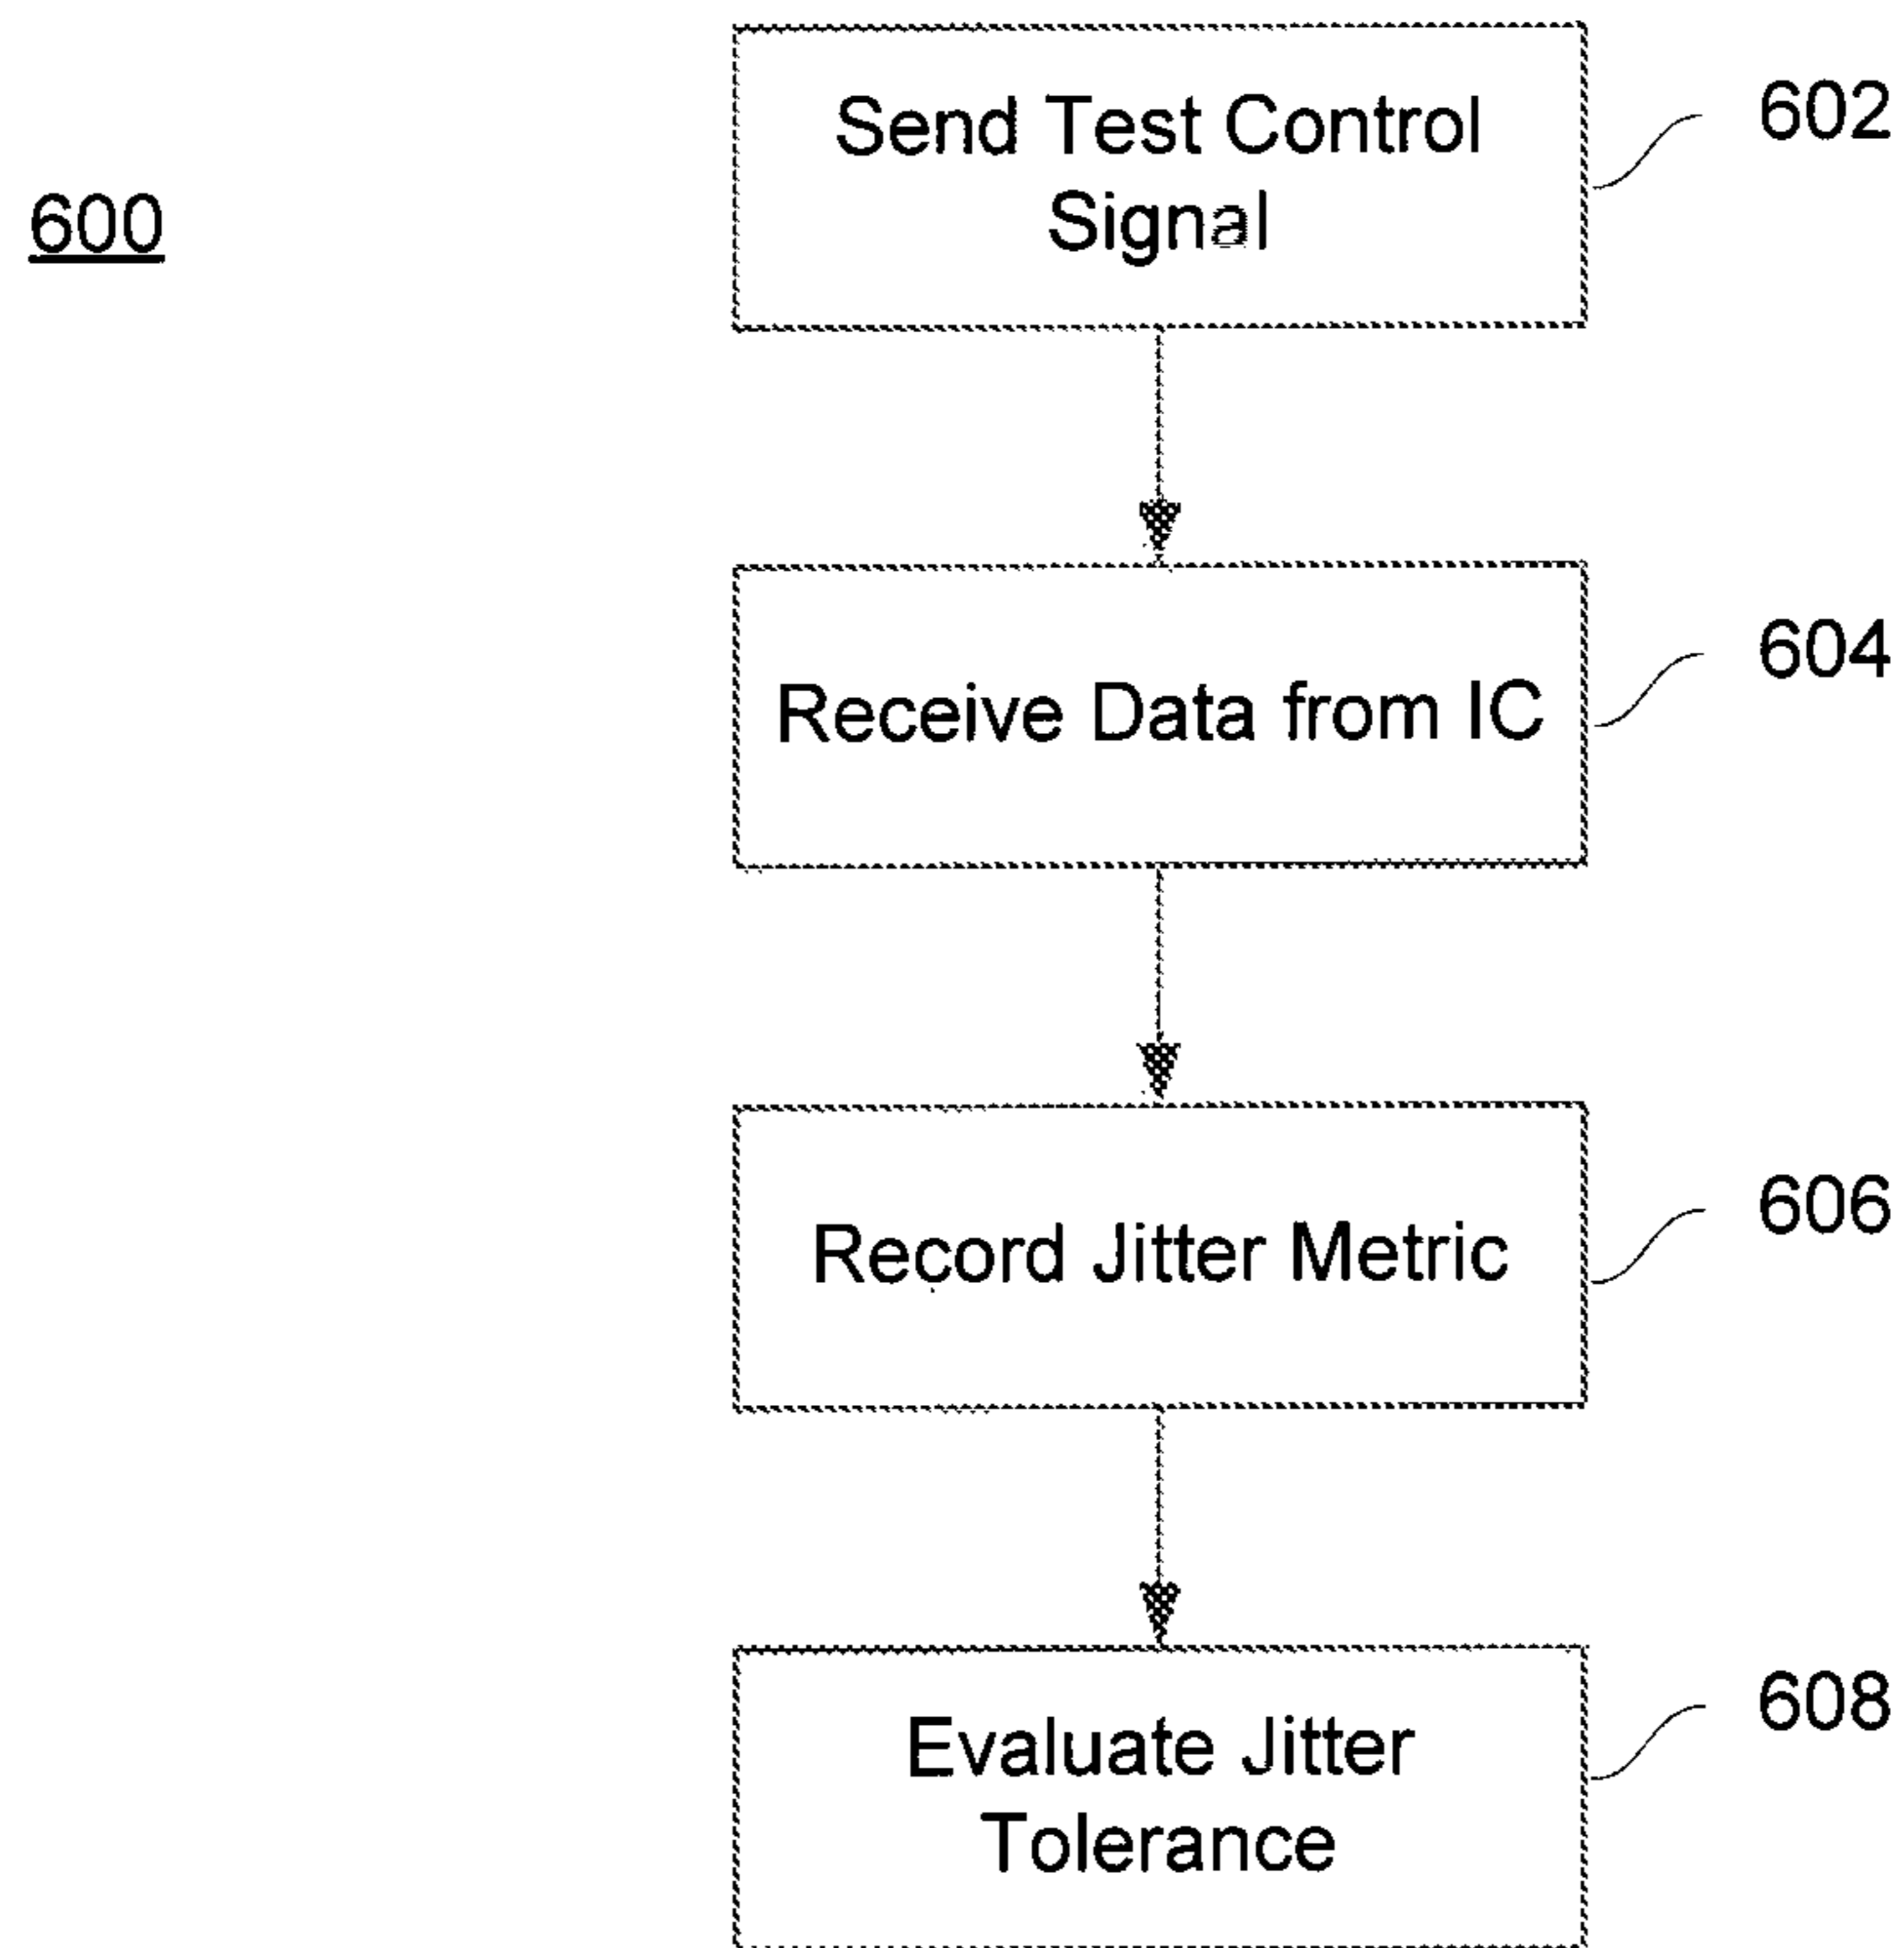 600
Send Test Control
Signal
602
Receive Data from IC
604
Record Jitter Metric
606
Evaluate Jitter
Tolerance
608